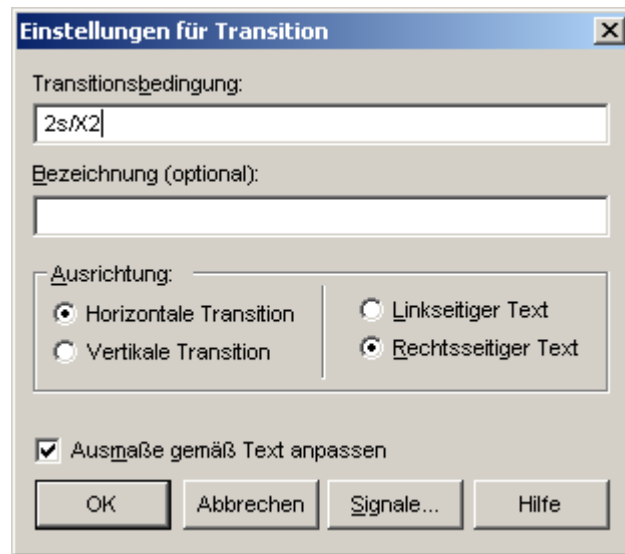 Einstellungen für Transition
Transitionsbedingung:
2s/X2
Bezeichnung (optional):
Ausrichtung:
Horizontale Transition
Linkseitiger Text
Vertikale Transition
Rechtsseitiger Text
Ausmaße gemäß Text anpassen
OK
Abbrechen
Signale...
Hilfe